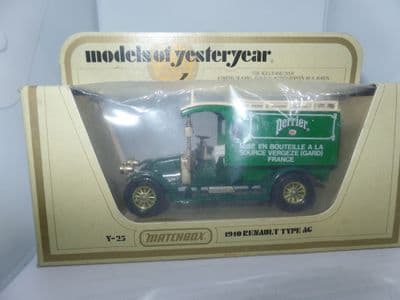 models of yesteryear
Perrier
MISE EN BOUTEILLE A LA
SOURCE VERGEZE (GARD)
FRANCE
Y-25
MATCHBOX
1910 RENAULT TYPE AG